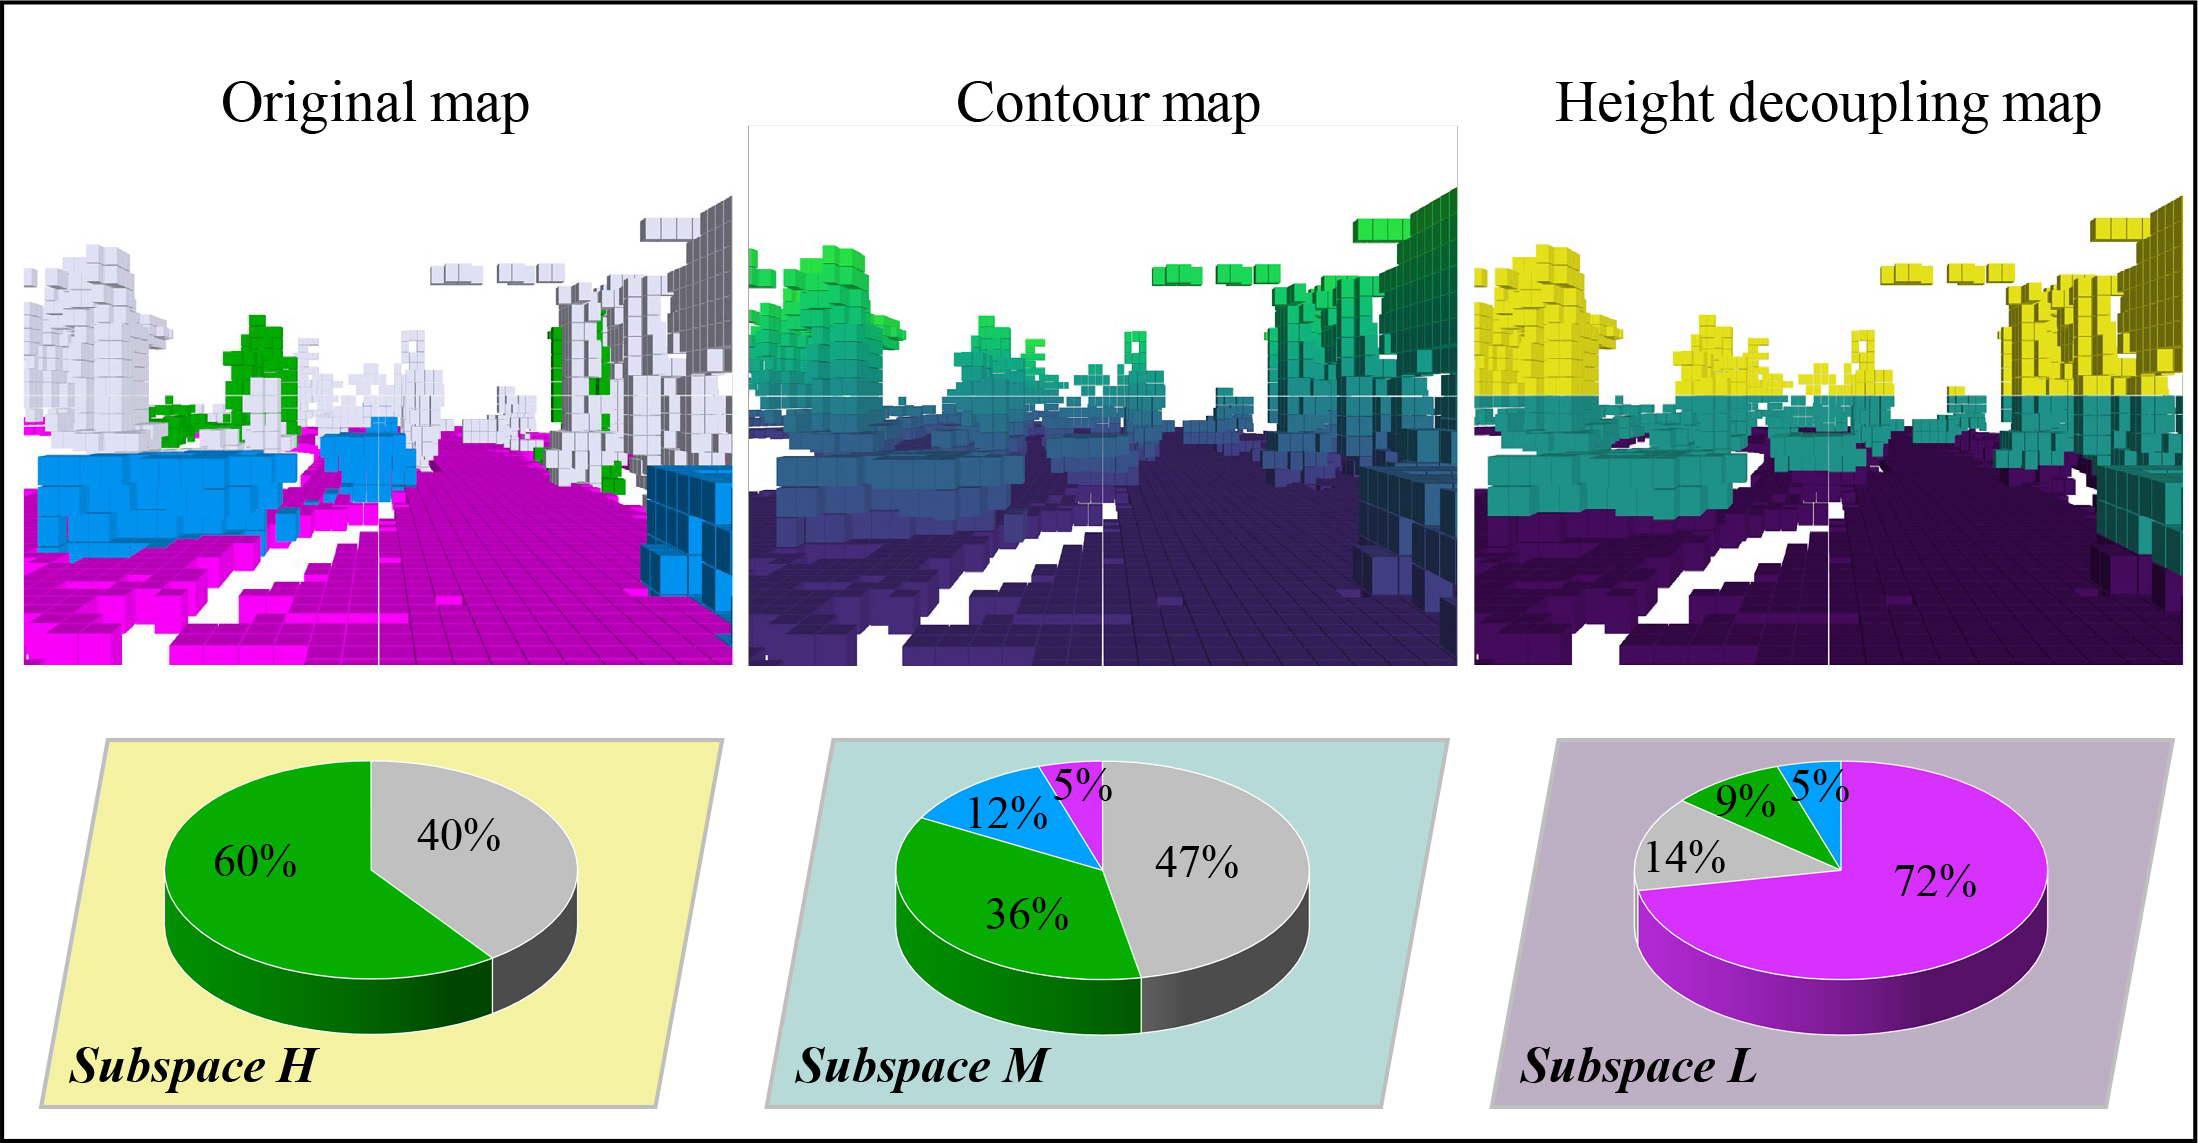 Original map
Contour map
Height decoupling map
60%
40%
Subspace H
5%
12%
47%
36%
Subspace M
5%
9%
14%
72%
Subspace L